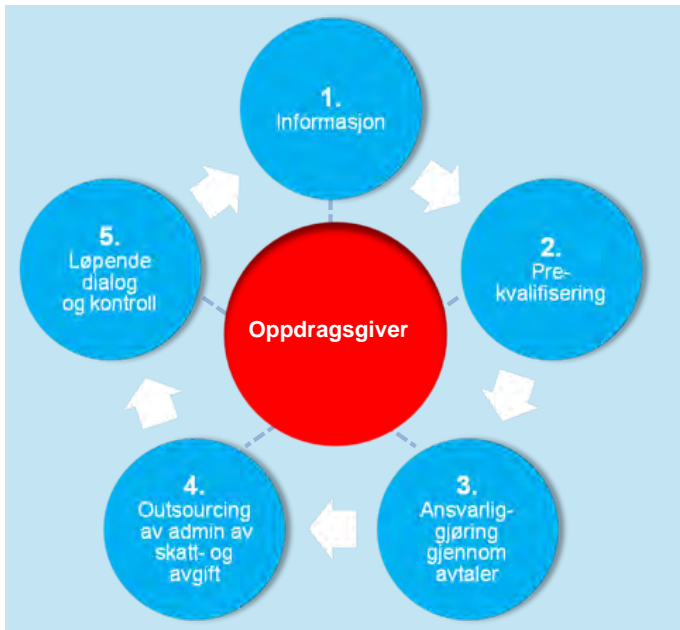 1.
Informasjon
2.
Pre-
kvalifisering
3.
Ansvarlig-
gjøring
gjennom
avtaler
4.
Outsourcing
av admin av
skatt- og
avgift
5.
Løpende
dialog
og kontroll
Oppdragsgiver